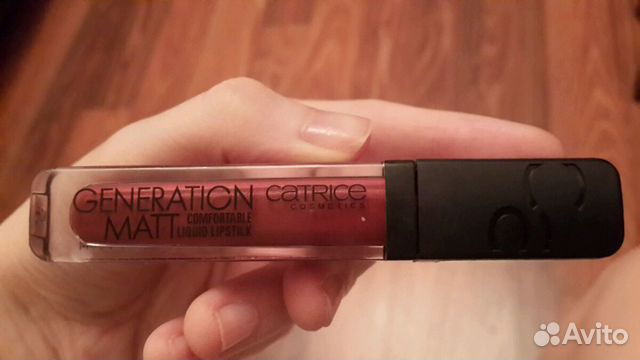 GENERATION
MATT
COMFORTABLE
LIQUID LIPSTICK
CATRICE
COSMETICS
Avito